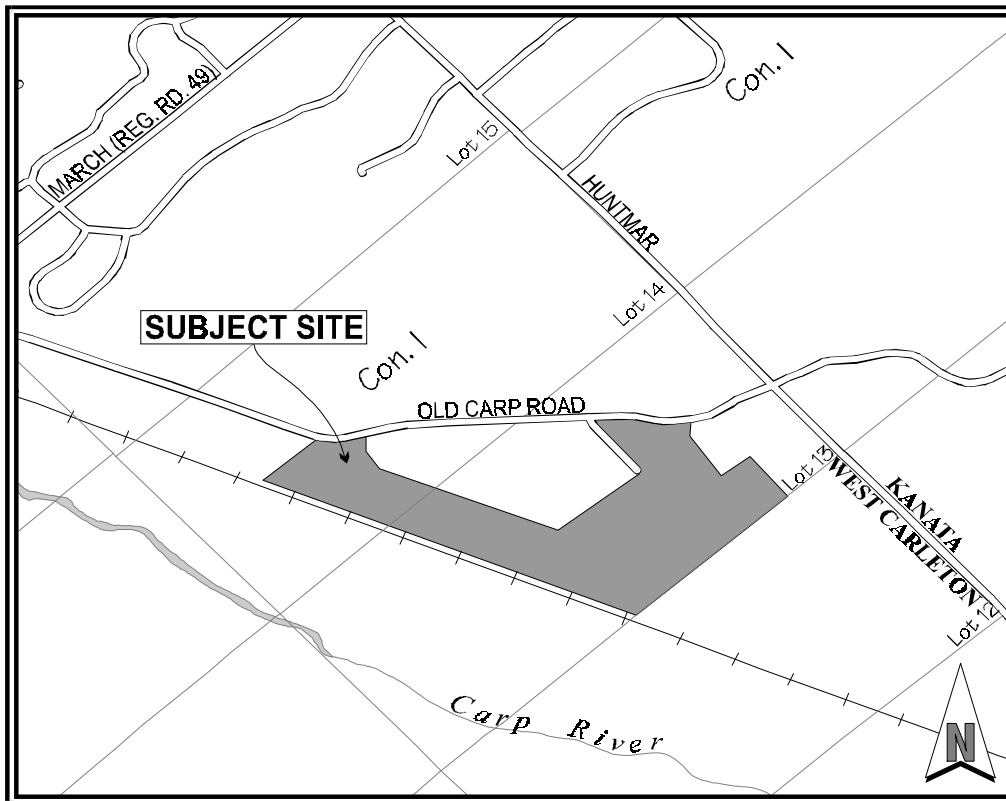 Con. I
MARCH (REG. RD. 49)
Lot 15
HUNTMAR
Lot 14
SUBJECT SITE
Con. I
OLD CARP ROAD
Lot 13
KANATA
WEST CARLETON
Lot 12
Carp River
N